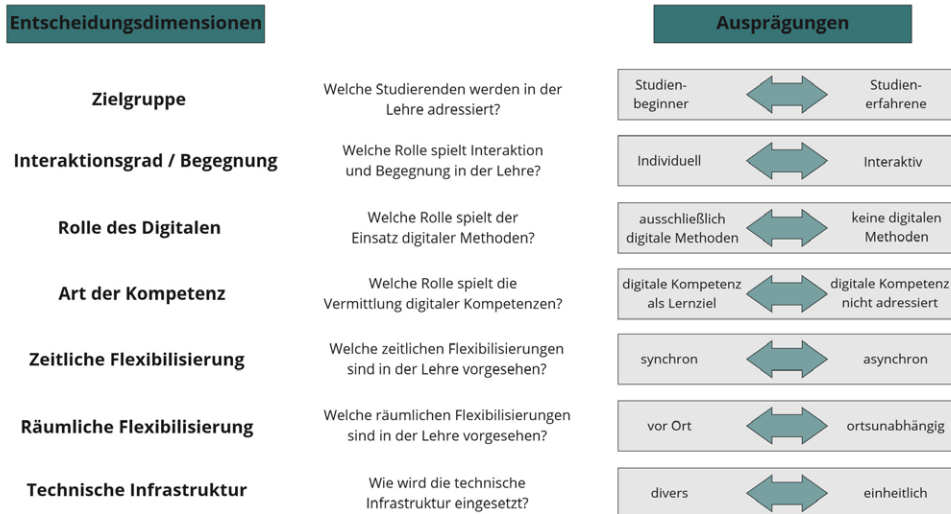 Entscheidungsdimensionen
Ausprägungen
Zielgruppe
Welche Studierenden werden in der
Lehre adressiert?
Studien-
beginner
Studien-
erfahrene
Interaktionsgrad / Begegnung
Welche Rolle spielt Interaktion
und Begegnung in der Lehre?
Individuell
Interaktiv
Rolle des Digitalen
Welche Rolle spielt der
Einsatz digitaler Methoden?
ausschließlich
digitale Methoden
keine digitalen
Methoden
Art der Kompetenz
Welche Rolle spielt die
Vermittlung digitaler Kompetenzen?
digitale Kompetenz
als Lernziel
digitale Kompetenz
nicht adressiert
Zeitliche Flexibilisierung
Welche zeitlichen Flexibilisierungen
sind in der Lehre vorgesehen?
synchron
asynchron
Räumliche Flexibilisierung
Welche räumlichen Flexibilisierungen
sind in der Lehre vorgesehen?
vor Ort
ortsunabhängig
Technische Infrastruktur
Wie wird die technische
Infrastruktur eingesetzt?
divers
einheitlich